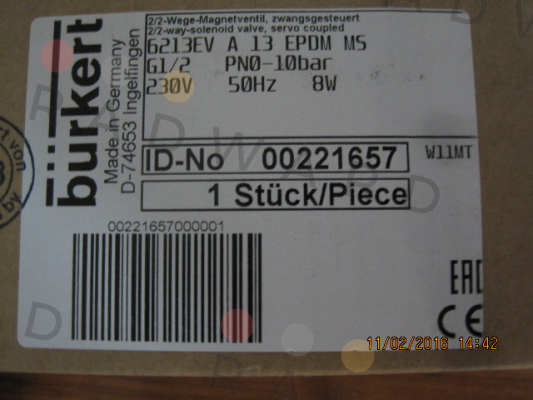 bürkert
Made in Germany
D-74653 Ingelfingen
2/2-Wege-Magnetventil, zwangsgesteuert
2/2-way-solenoid valve, servo coupled
6213EV A 13 EPDM MS
G1/2 PN0-10bar
230V 50Hz 8W
ID-No 00221657
W11MT
1 Stück/Piece
00221657000001
EAC
CE
11/02/2016 14:42